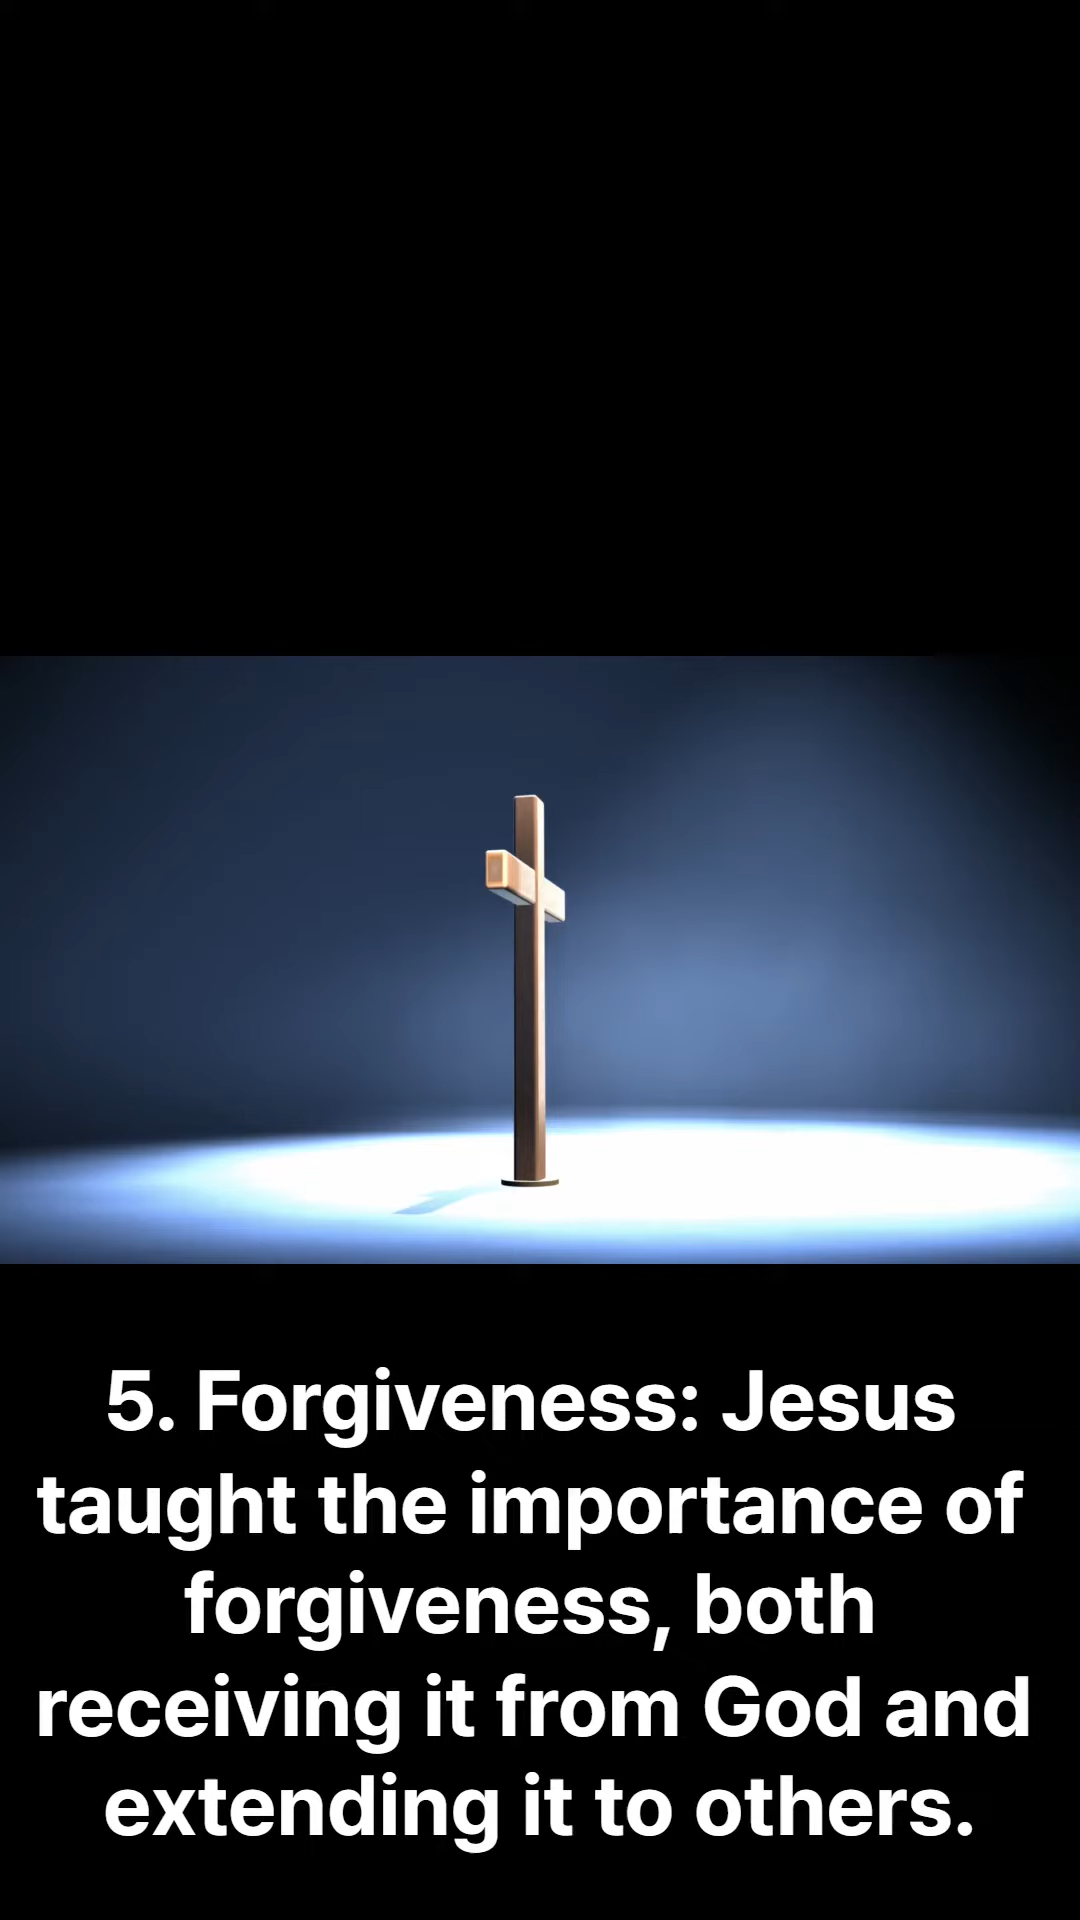 5. Forgiveness: Jesus
taught the importance of
forgiveness, both
receiving it from God and
extending it to others.